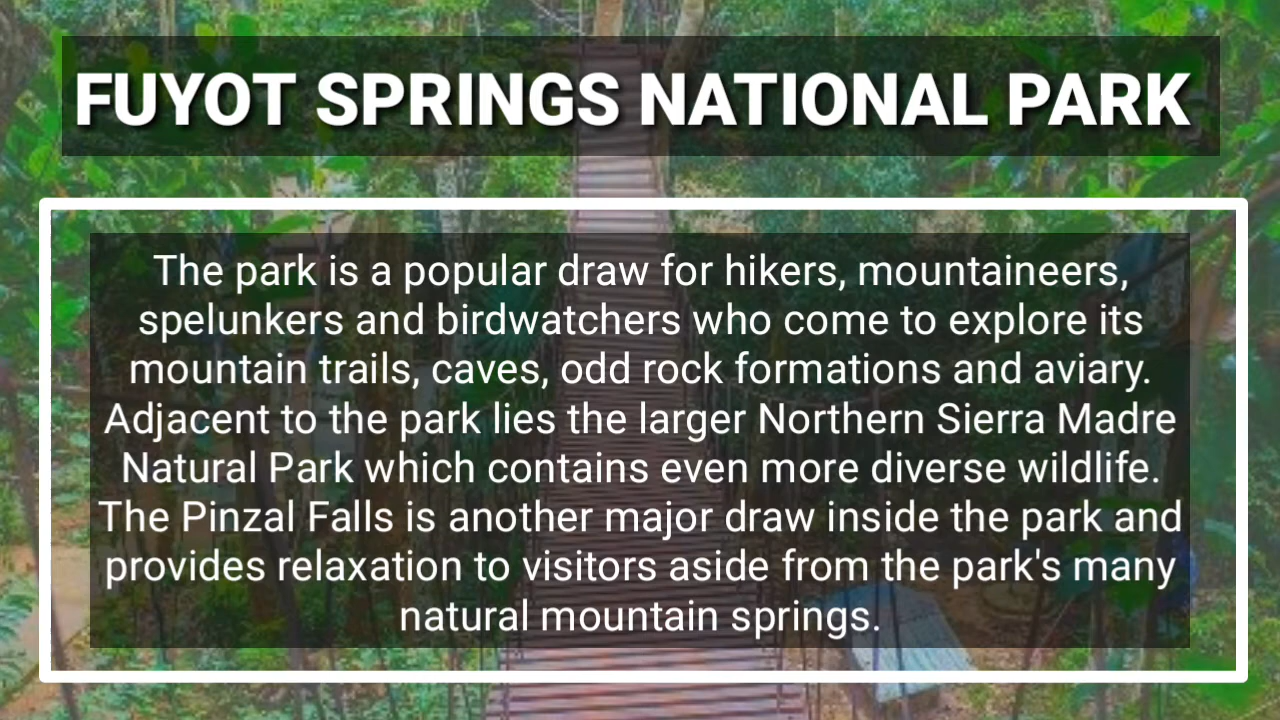 FUYOT SPRINGS NATIONAL PARK
The park is a popular draw for hikers, mountaineers,
spelunkers and birdwatchers who come to explore its
mountain trails, caves, odd rock formations and aviary.
Adjacent to the park lies the larger Northern Sierra Madre
Natural Park which contains even more diverse wildlife.
The Pinzal Falls is another major draw inside the park and
provides relaxation to visitors aside from the park's many
natural mountain springs.